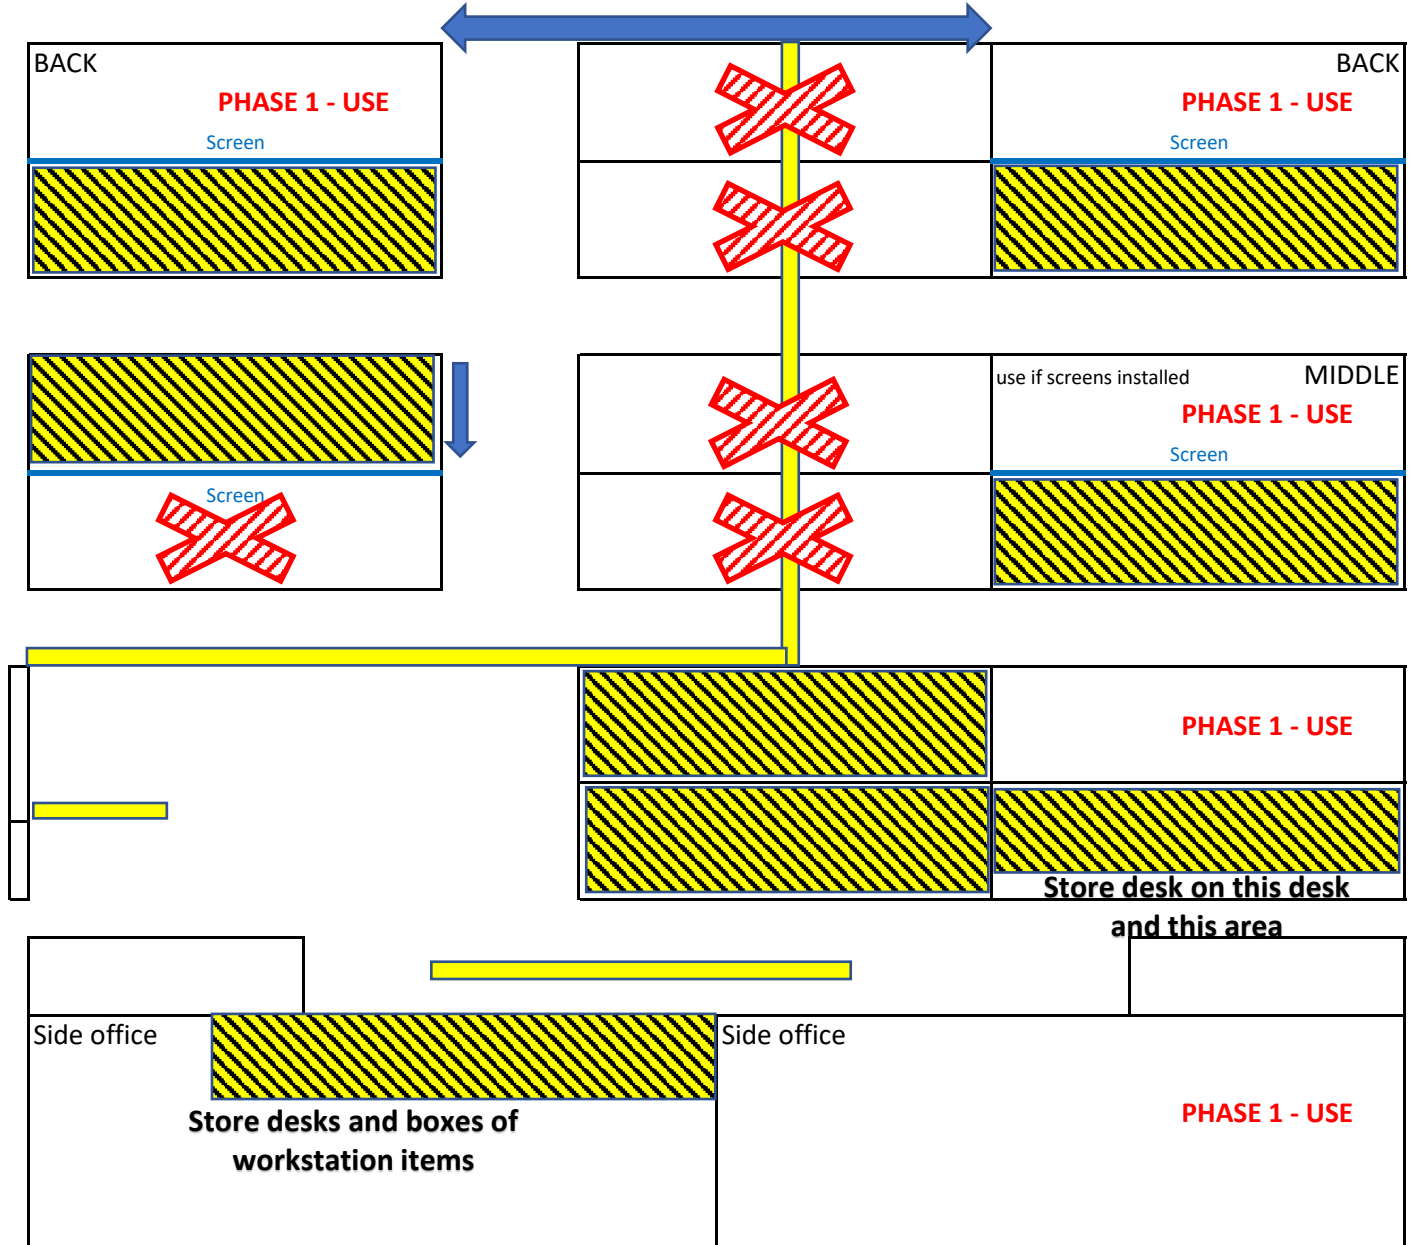 BACK
BACK
PHASE 1 - USE
PHASE 1 - USE
Screen
Screen
use if screens installed
MIDDLE
PHASE 1 - USE
Screen
Screen
PHASE 1 - USE
Store desk on this desk
and this area
Side office
Side office
Store desks and boxes of
workstation items
PHASE 1 - USE